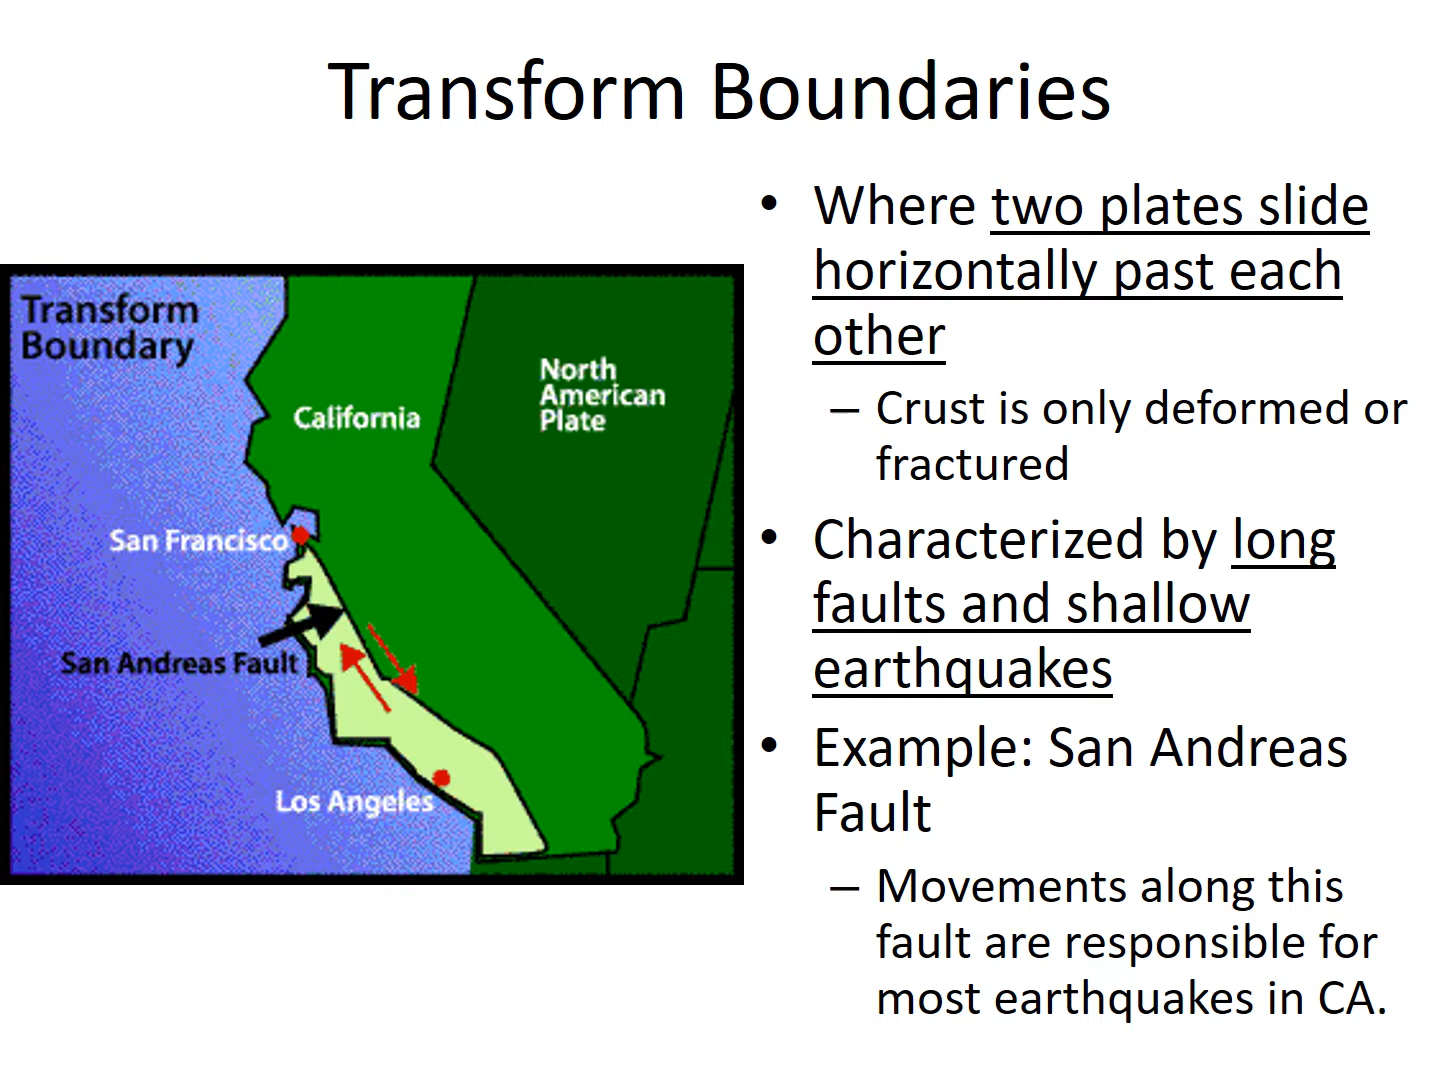 Transform Boundaries
Transform
Boundary
California
North
American
Plate
San Francisco
San Andreas Fault
Los Angeles
• Where two plates slide
horizontally past each
other
– Crust is only deformed or
fractured
• Characterized by long
faults and shallow
earthquakes
• Example: San Andreas
Fault
– Movements along this
fault are responsible for
most earthquakes in CA.